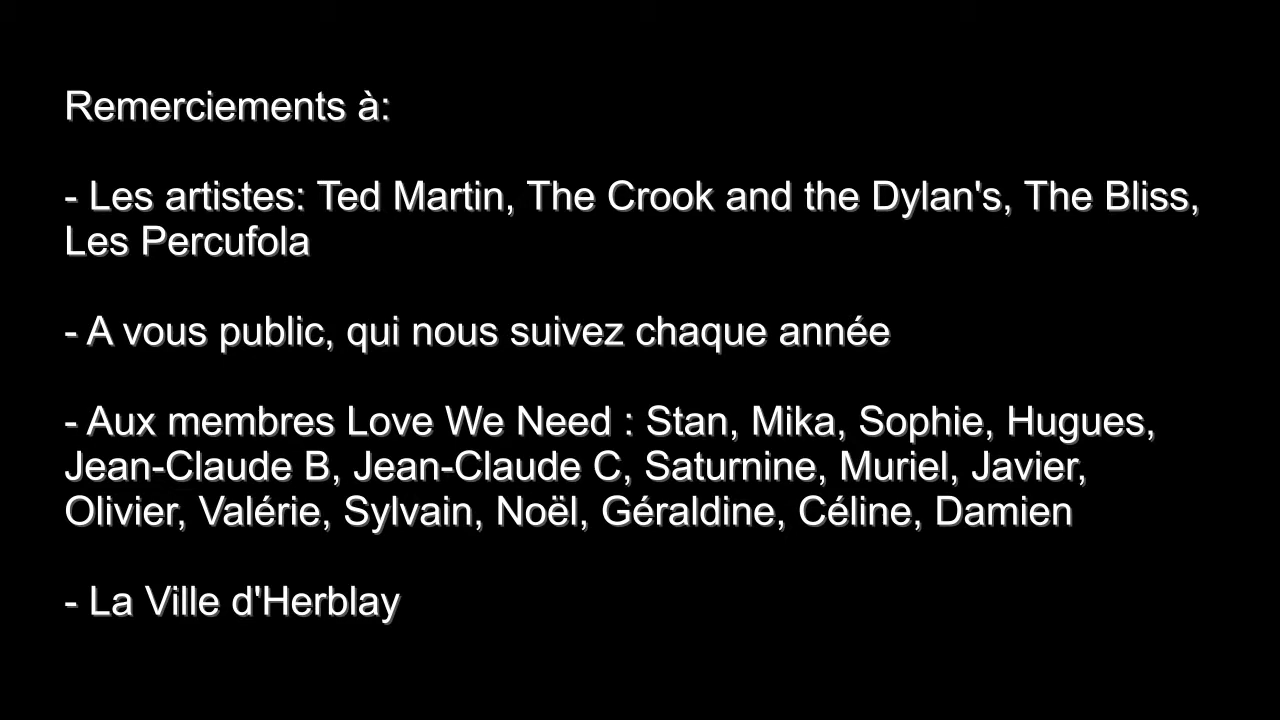 Remerciements à:
- Les artistes: Ted Martin, The Crook and the Dylan's, The Bliss,
Les Percufola
- A vous public, qui nous suivez chaque année
- Aux membres Love We Need : Stan, Mika, Sophie, Hugues,
Jean-Claude B, Jean-Claude C, Saturnine, Muriel, Javier,
Olivier, Valérie, Sylvain, Noël, Géraldine, Céline, Damien
- La Ville d'Herblay